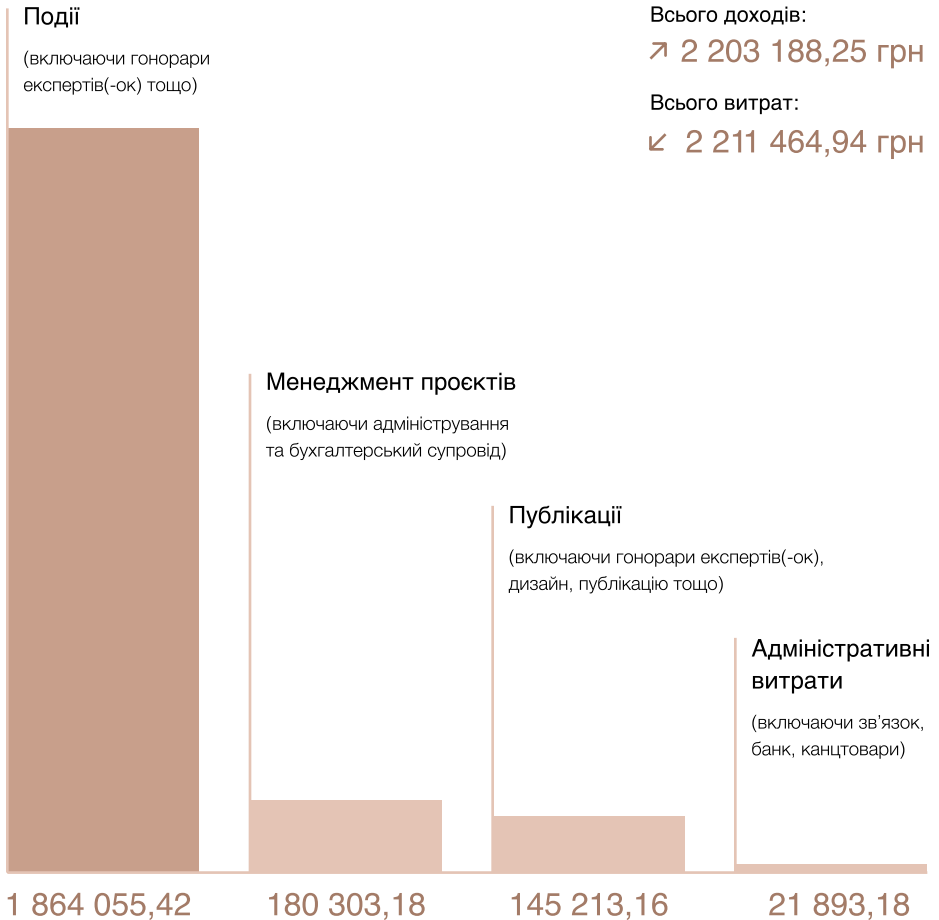 Події
(включаючи гонорари
експертів(-ок) тощо)
Всього доходів:
↗ 2 203 188,25 грн
Всього витрат:
↙ 2 211 464,94 грн
Менеджмент проєктів
(включаючи адміністрування
та бухгалтерський супровід)
Публікації
(включаючи гонорари експертів(-ок),
дизайн, публікацію тощо)
Адміністративні
витрати
(включаючи зв’язок,
банк, канцтовари)
1 864 055,42
180 303,18
145 213,16
21 893,18